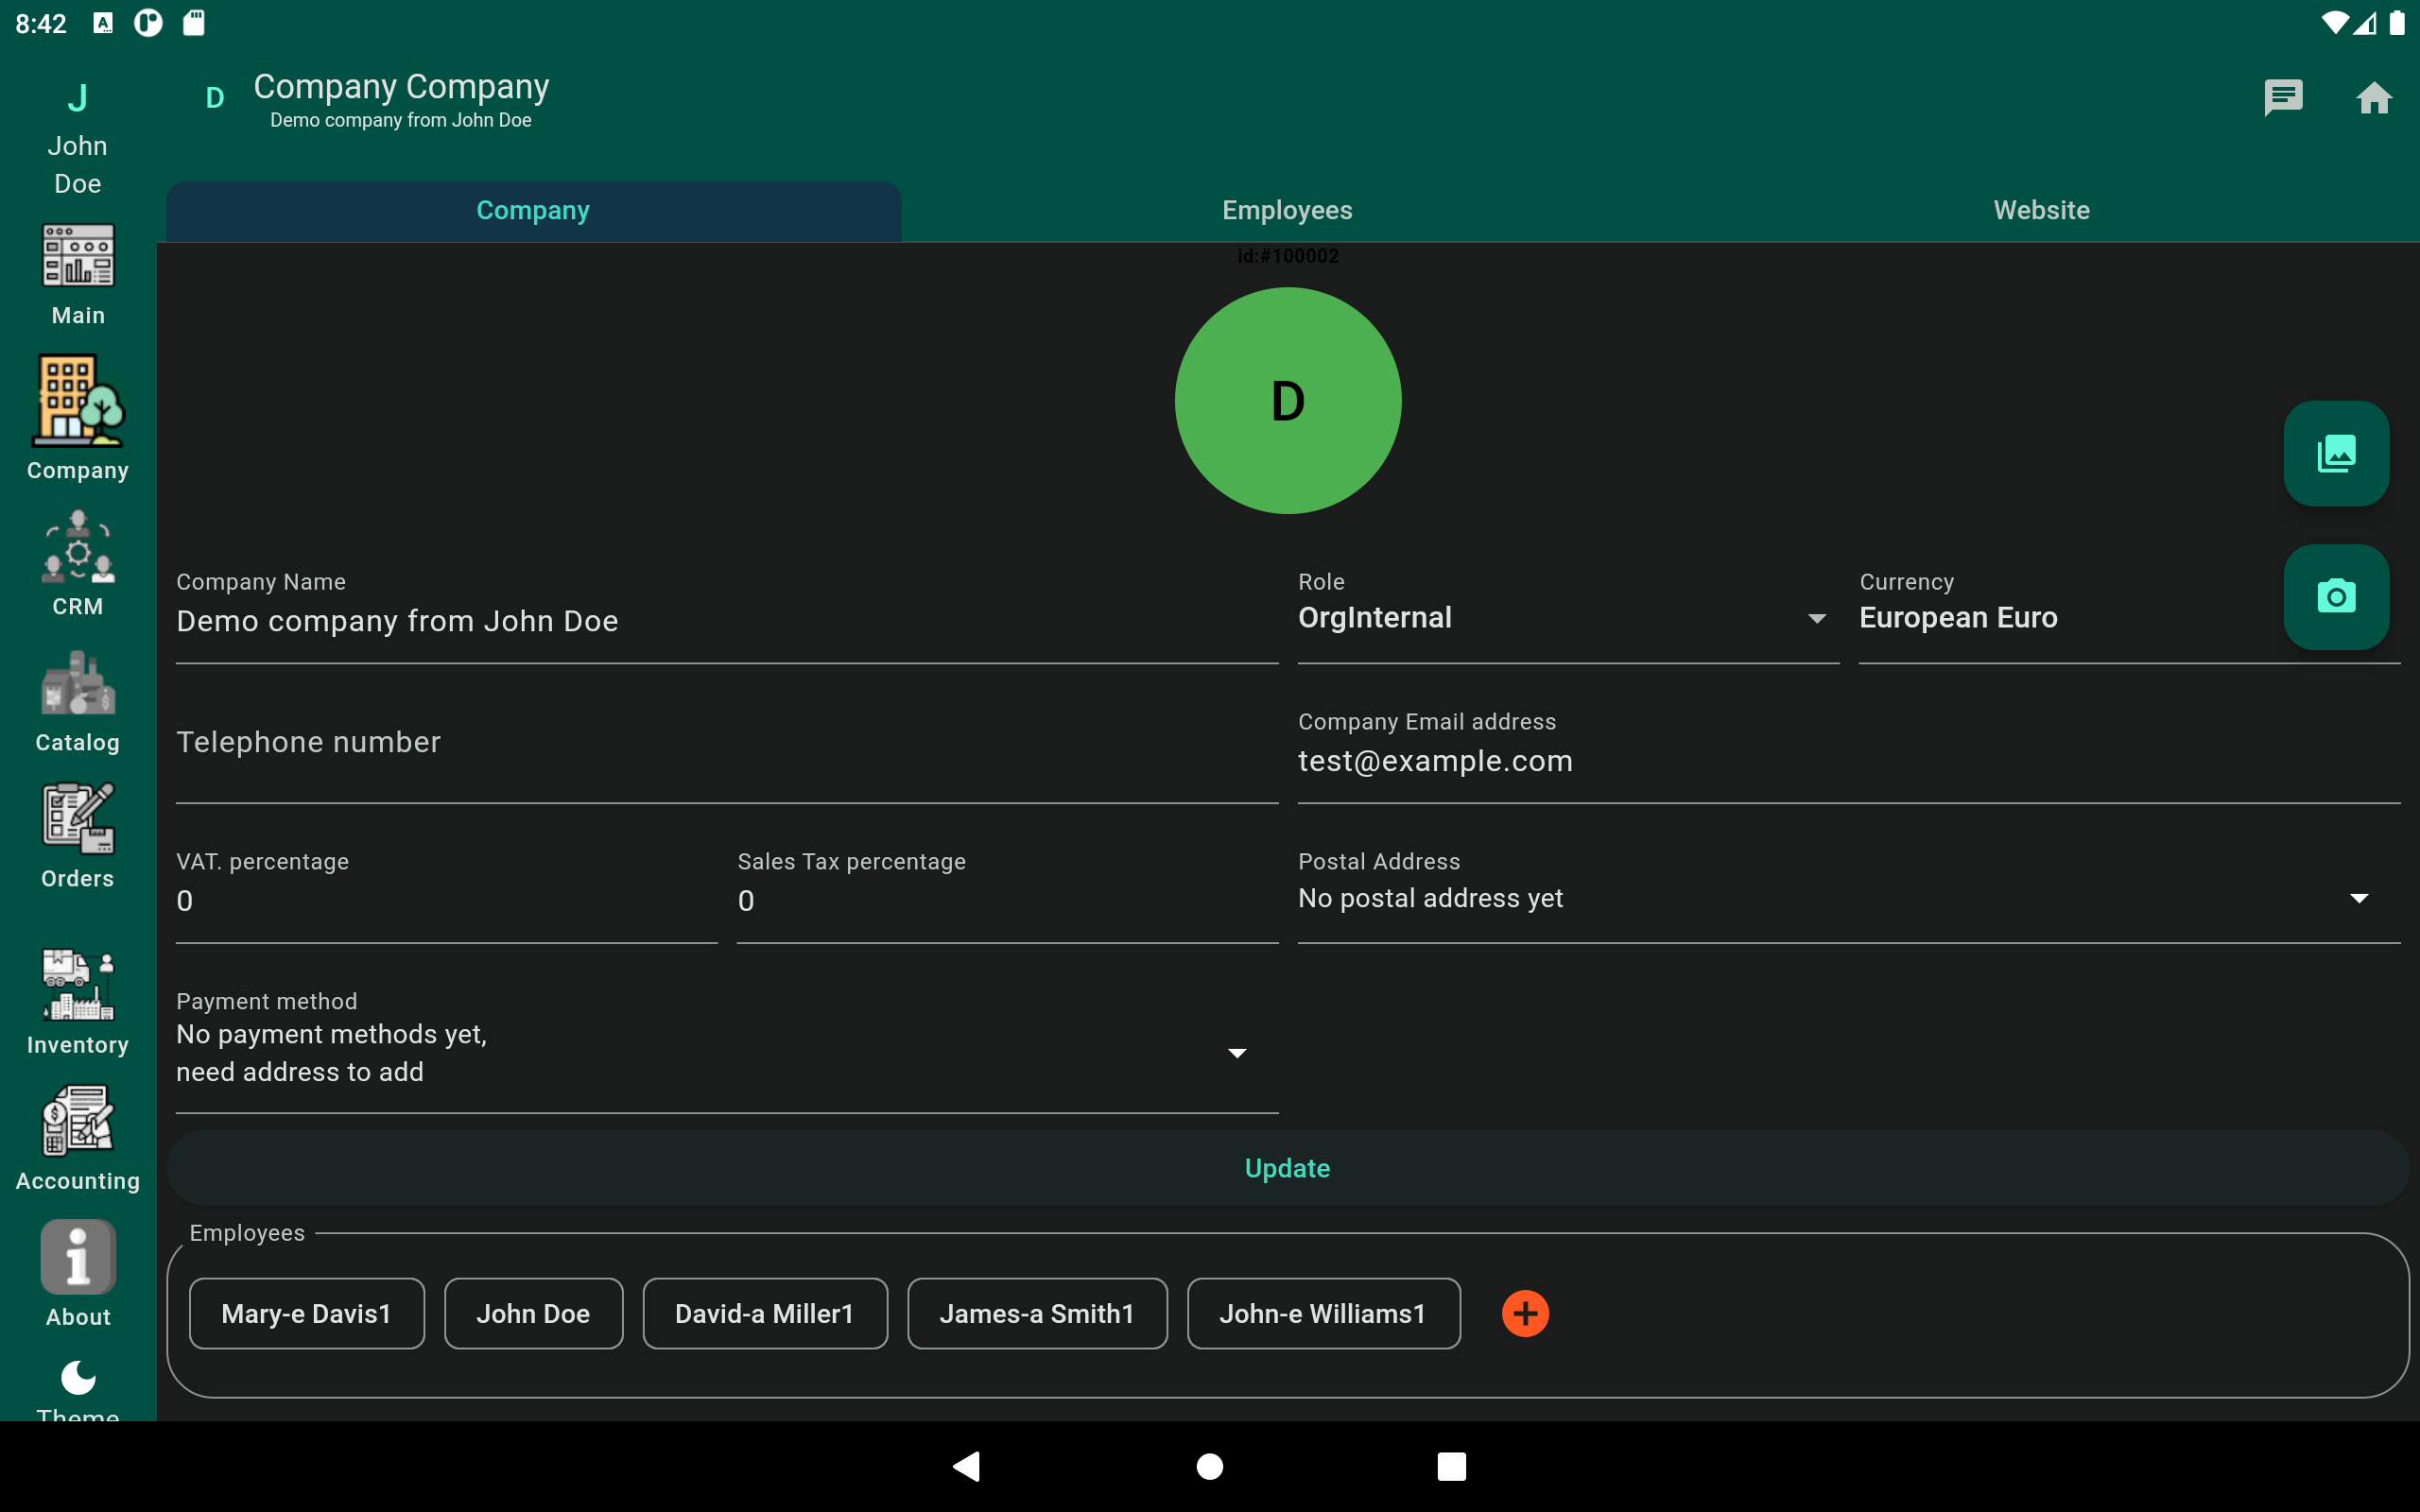 8:42
J
John
Doe
D
Company Company
Demo company from John Doe
Company
Employees
Website
id:#100002
D
Main
Company
CRM
Catalog
Orders
Inventory
Accounting
About
Theme
Company Name
Demo company from John Doe
Role
OrgInternal
Currency
European Euro
Telephone number
Company Email address
test@example.com
VAT. percentage
0
Sales Tax percentage
0
Postal Address
No postal address yet
Payment method
No payment methods yet,
need address to add
Update
Employees
Mary-e Davis1
John Doe
David-a Miller1
James-a Smith1
John-e Williams1